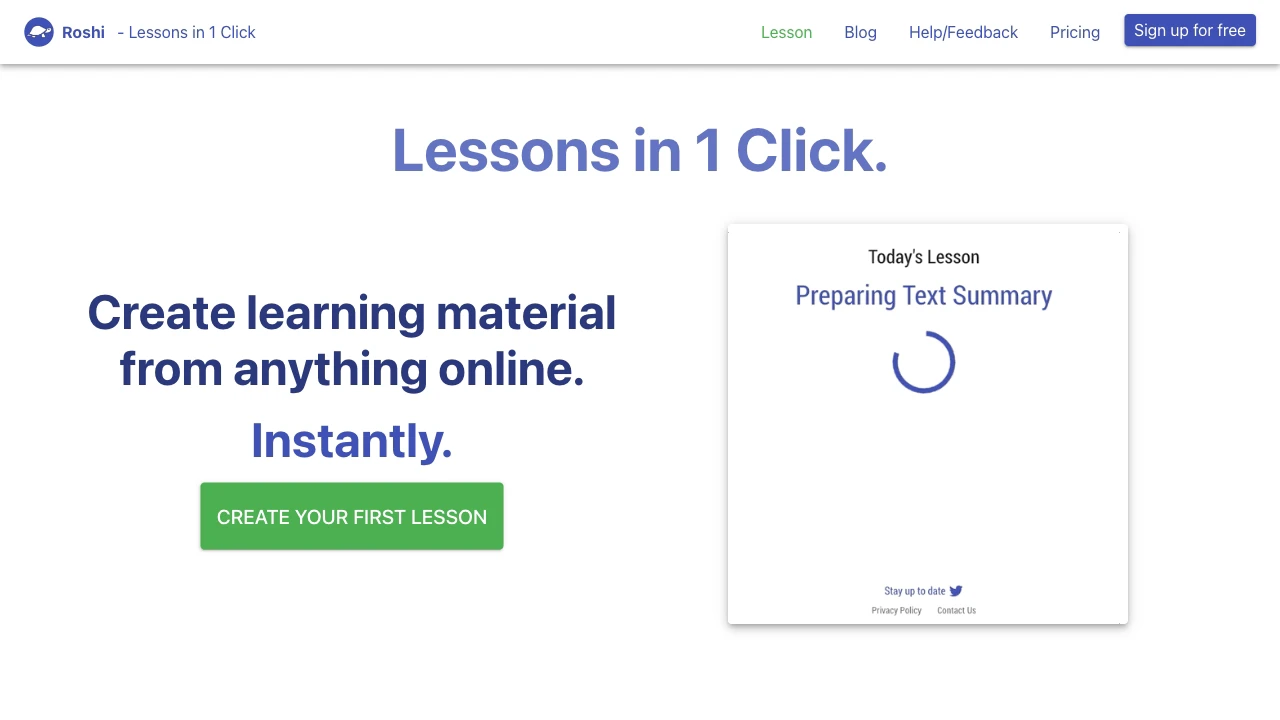 Roshi - Lessons in 1 Click
Lesson
Blog
Help/Feedback
Pricing
Sign up for free
Lessons in 1 Click.
Create learning material
from anything online.
Instantly.
CREATE YOUR FIRST LESSON
Today's Lesson
Preparing Text Summary
Stay up to date
Privacy Policy
Contact Us